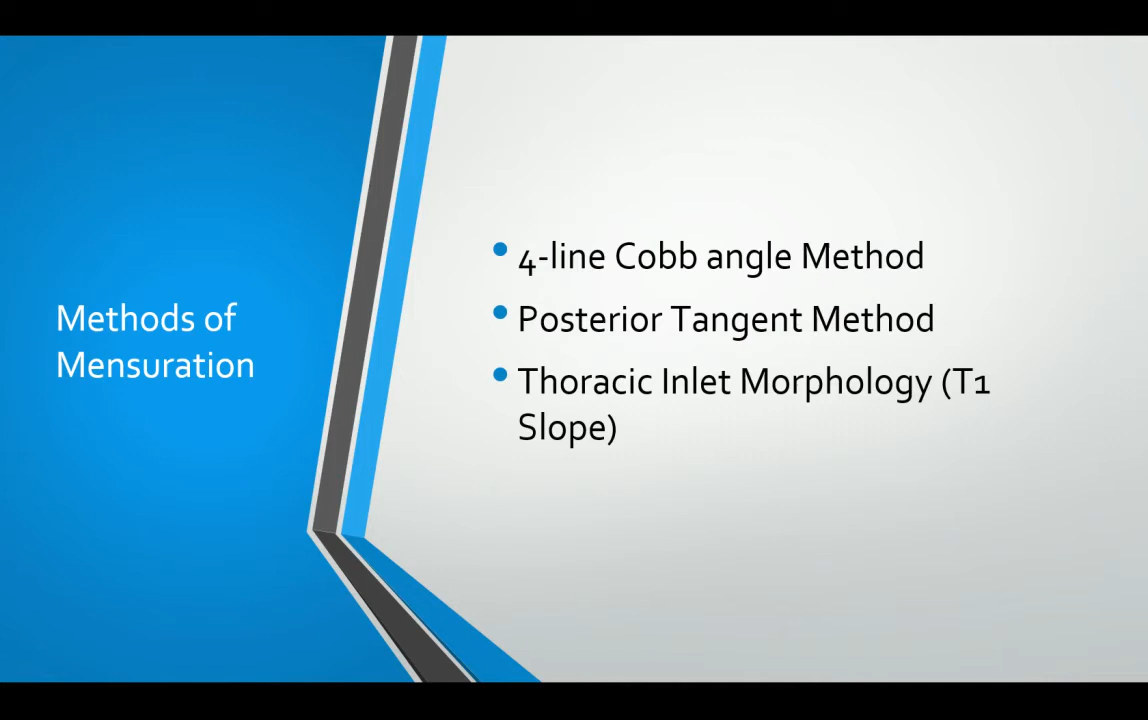 Methods of
Mensuration
• 4-line Cobb angle Method
• Posterior Tangent Method
• Thoracic Inlet Morphology (T1
Slope)